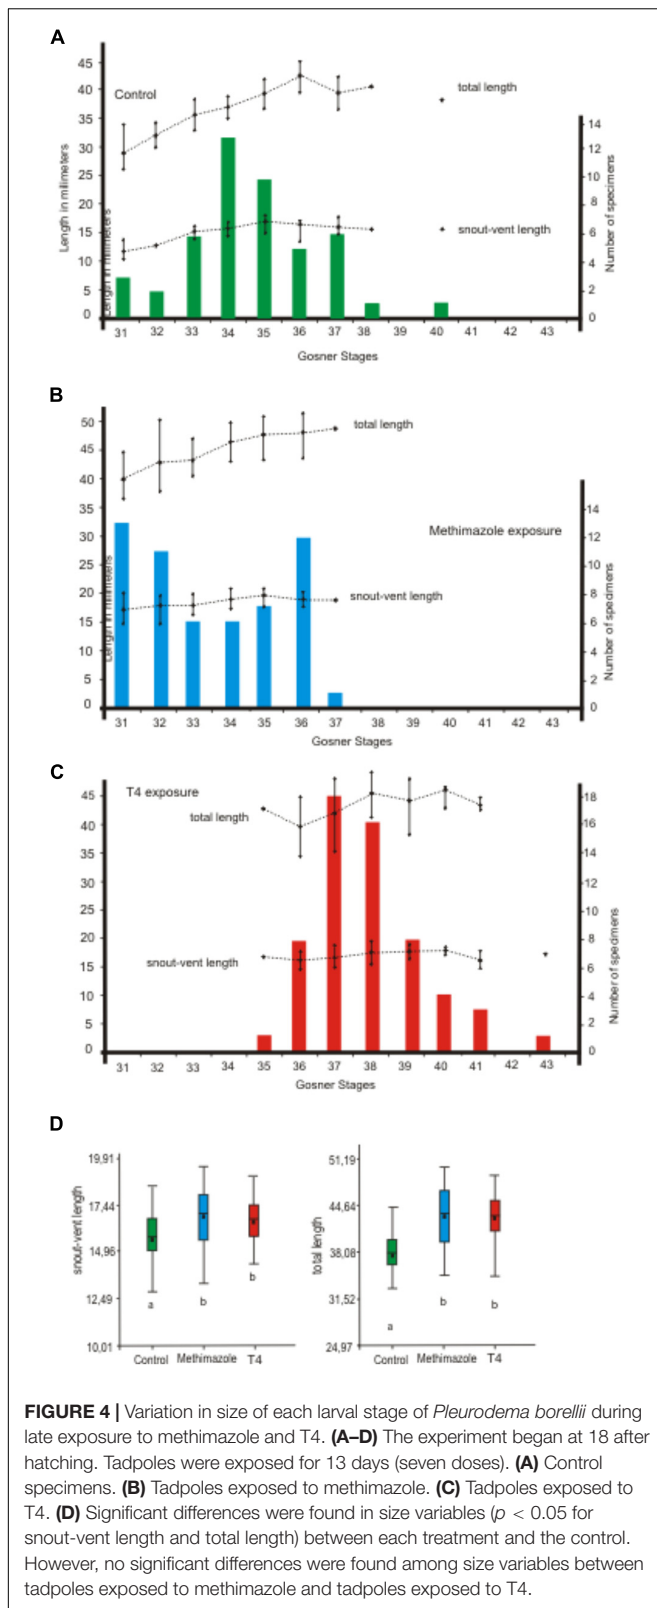 A
45
40
35
30
25
20
15
10
5
0
Length in milimeters
Length in milimeters
Control
total length
snout-vent length
14
12
10
8
6
4
2
0
Number of specimens
31 32 33 34 35 36 37 38 39 40 41 42 43
Gosner Stages
B
50
45
40
35
30
25
20
15
10
5
0
Length in milimeters
total length
Methimazole exposure
snout-vent length
14
12
10
8
6
4
2
0
Number of specimens
31 32 33 34 35 36 37 38 39 40 41 42 43
Gosner Stages
C
45
40
35
30
25
20
15
10
5
0
T4 exposure
total length
snout-vent length
18
16
14
12
10
8
6
4
2
0
Number of specimens
31 32 33 34 35 36 37 38 39 40 41 42 43
Gosner Stages
D
19,91
17,44
14,96
12,49
10,01
snout-vent length
a b b
Control Methimazole T4
51,19
44,64
38,08
31,52
24,97
total length
a b b
Control Methimazole T4
FIGURE 4 | Variation in size of each larval stage of Pleurodema borellii during
late exposure to methimazole and T4. (A–D) The experiment began at 18 after
hatching. Tadpoles were exposed for 13 days (seven doses). (A) Control
specimens. (B) Tadpoles exposed to methimazole. (C) Tadpoles exposed to
T4. (D) Significant differences were found in size variables (p < 0.05 for
snout-vent length and total length) between each treatment and the control.
However, no significant differences were found among size variables between
tadpoles exposed to methimazole and tadpoles exposed to T4.